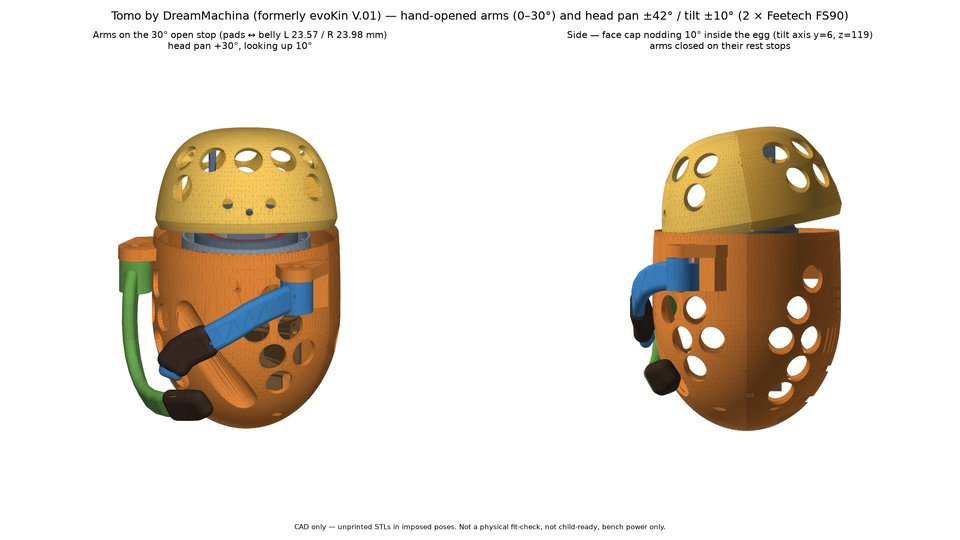 Tomo by DreamMachina (formerly evoKin V.01) — hand-opened arms (0–30°) and head pan ±42° / tilt ±10° (2 × Feetech FS90)
Arms on the 30° open stop (pads ↔ belly L 23.57 / R 23.98 mm)
head pan +30°, looking up 10°
Side — face cap nodding 10° inside the egg (tilt axis y=6, z=119)
arms closed on their rest stops
CAD only — unprinted STLs in imposed poses. Not a physical fit-check, not child-ready, bench power only.